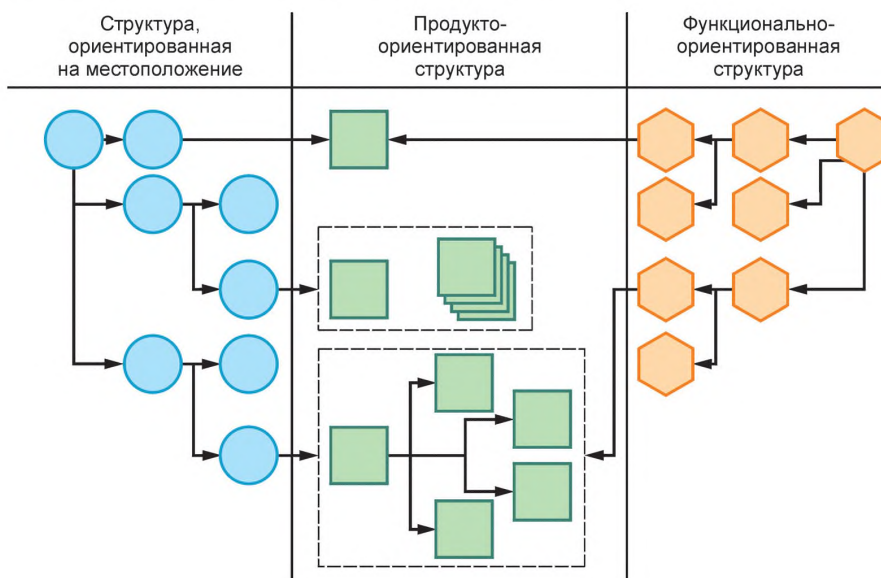 Структура,
ориентированная
на местоположение
Продукто-
ориентированная
структура
Функционально-
ориентированная
структура